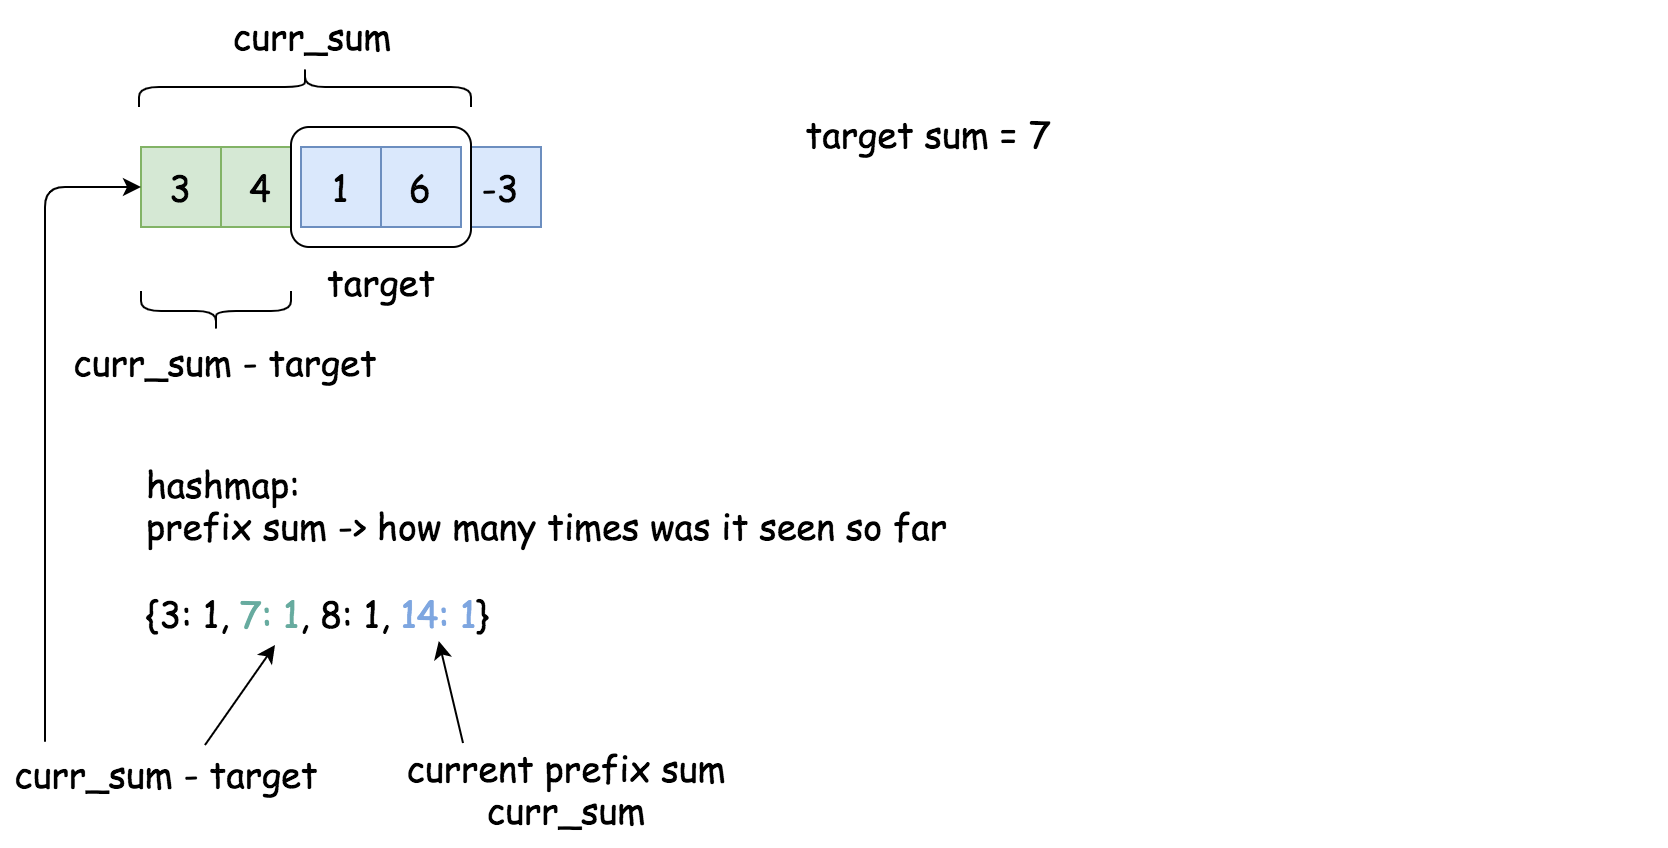 curr_sum
target sum = 7
3 4 1 6 -3
target
curr_sum - target
hashmap:
prefix sum -> how many times was it seen so far
{3: 1, 7: 1, 8: 1, 14: 1}
curr_sum - target
current prefix sum
curr_sum